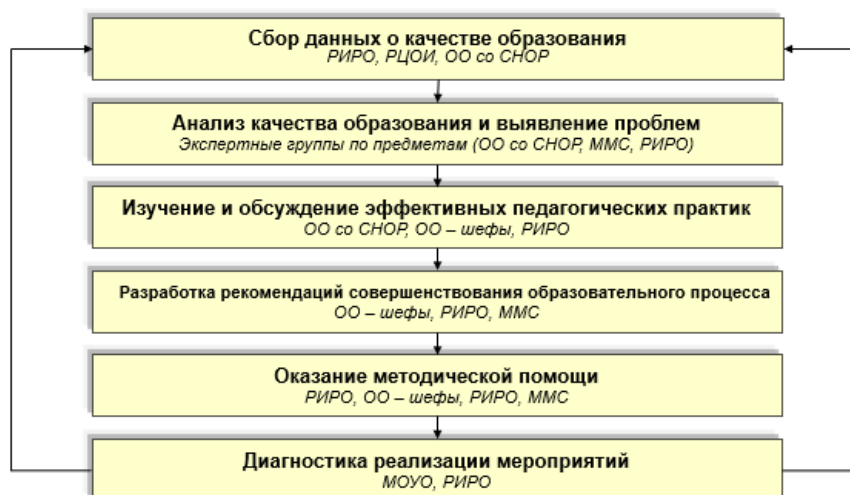 Сбор данных о качестве образования
РИРО, РЦОИ, ОО со СНОР
Анализ качества образования и выявление проблем
Экспертные группы по предметам (ОО со СНОР, ММС, РИРО)
Изучение и обсуждение эффективных педагогических практик
ОО со СНОР, ОО – шефы, РИРО
Разработка рекомендаций совершенствования образовательного процесса
ОО – шефы, РИРО, ММС
Оказание методической помощи
РИРО, ОО – шефы, РИРО, ММС
Диагностика реализации мероприятий
МОУО, РИРО